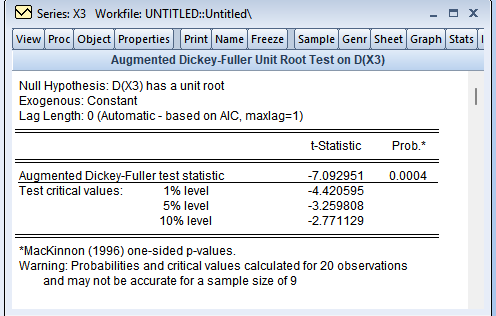 Series: X3 Workfile: UNTITLED::Untitled\
View Proc Object Properties Print Name Freeze Sample Genr Sheet Graph Stats
Augmented Dickey-Fuller Unit Root Test on D(X3)
Null Hypothesis: D(X3) has a unit root
Exogenous: Constant
Lag Length: 0 (Automatic - based on AIC, maxlag=1)
t-Statistic Prob.*
Augmented Dickey-Fuller test statistic -7.092951 0.0004
Test critical values: 1% level -4.420595
5% level -3.259808
10% level -2.771129
*MacKinnon (1996) one-sided p-values.
Warning: Probabilities and critical values calculated for 20 observations
and may not be accurate for a sample size of 9